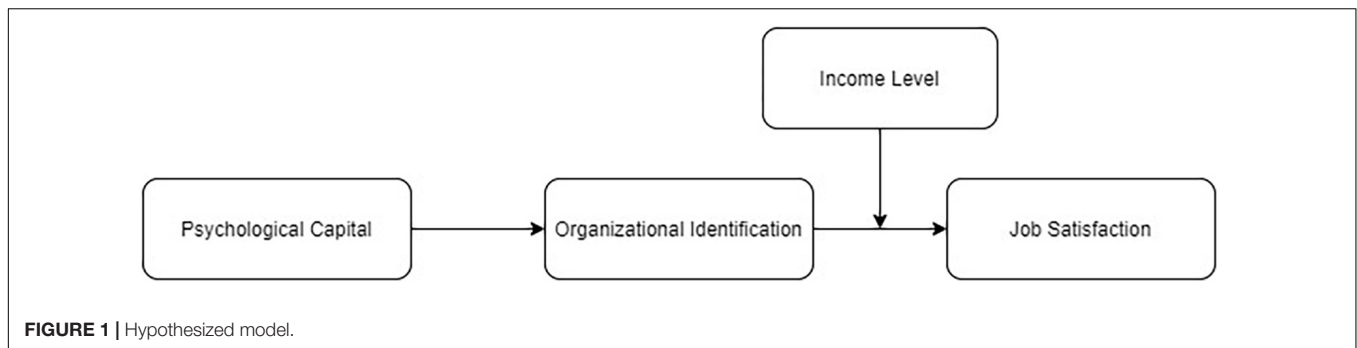 Income Level
Psychological Capital
Organizational Identification
Job Satisfaction
FIGURE 1 | Hypothesized model.